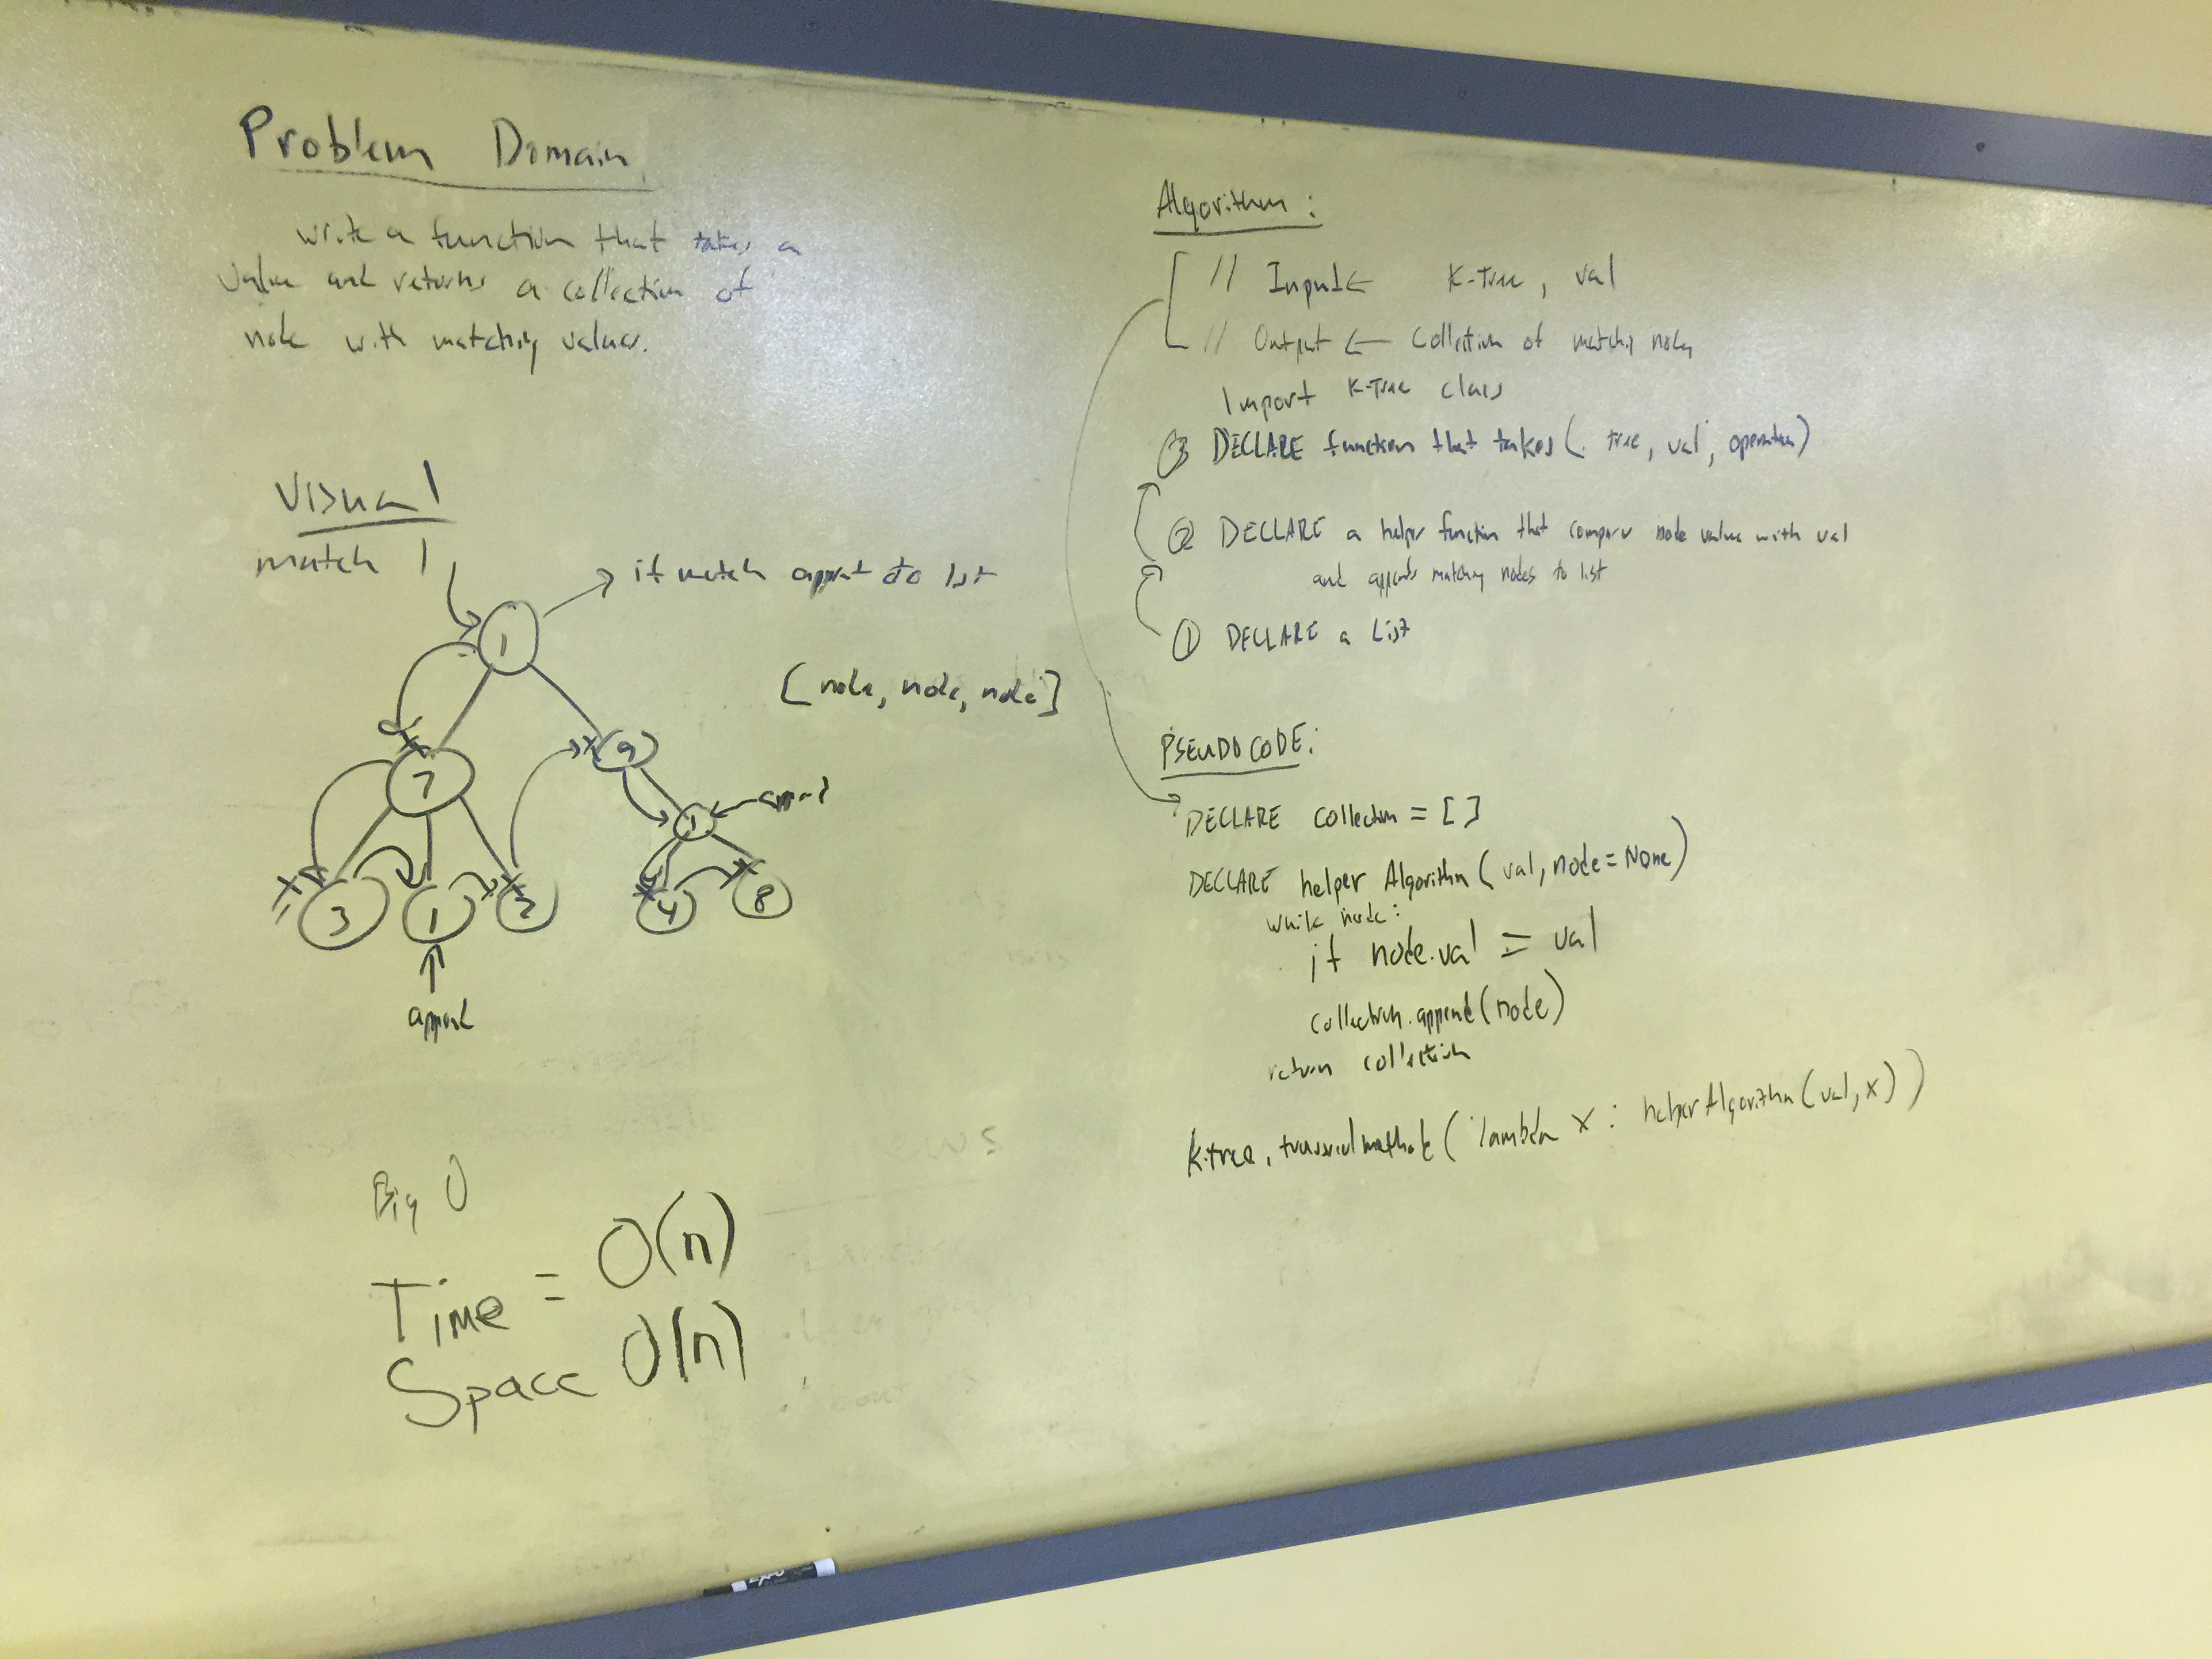 Problem Domain
write a function that takes a
value and returns a collection of
node with matching values.
Visual
match 1
if match append to list
1
[node, node, node]
7
9
1
append
3
1
2
4
8
append
Big O
Time = O(n)
Space O(n)
Algorithm:
// Input ← K-Tree, val
// Output ← Collection of matching nodes
Import K-Tree class
③ DECLARE function that takes (tree, val, operation)
② DECLARE a helper function that compare node value with val
and appends matching nodes to list
① DECLARE a List
PSEUDO CODE:
DECLARE collection = []
DECLARE helper Algorithm (val, node = None)
while node:
if node.val = val
collection.append(node)
return collection
k-tree. (lambda x: helperAlgorithm(val, x))
EXPO